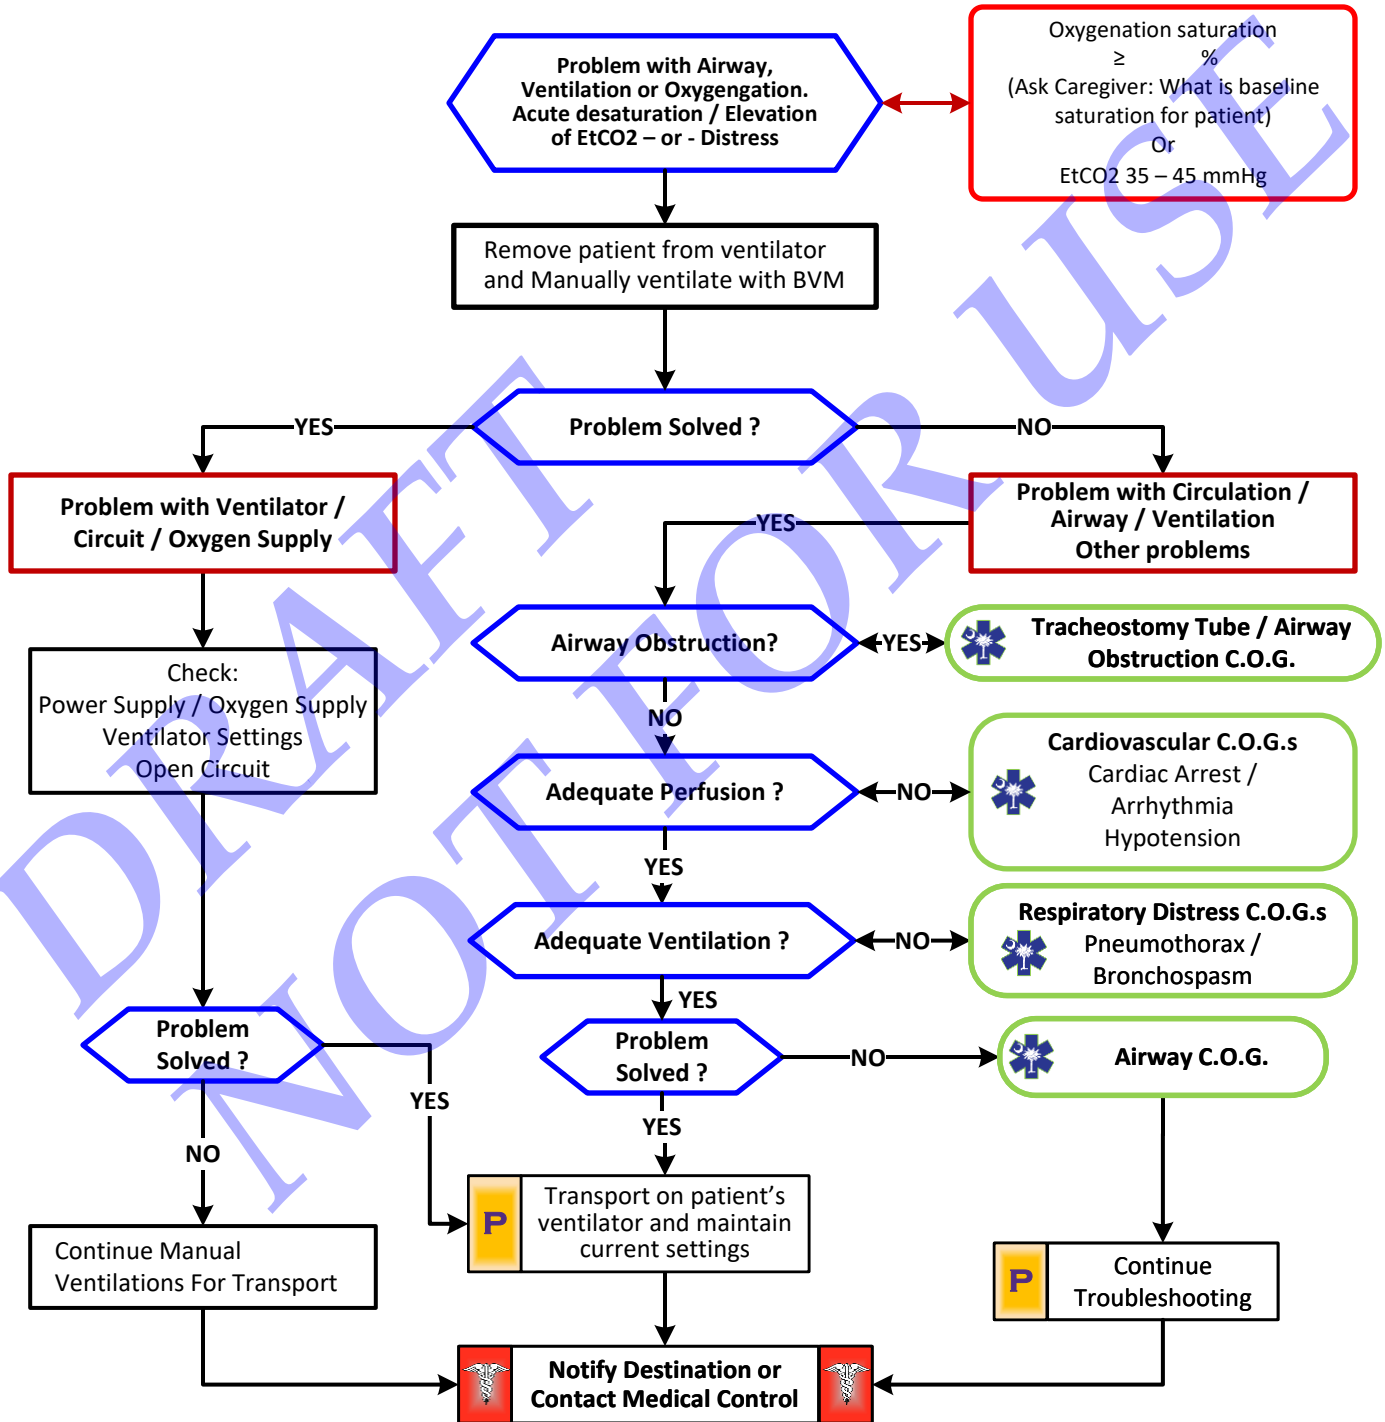 Problem with Airway,
Ventilation or Oxygengation.
Acute desaturation / Elevation
of EtCO2 – or - Distress
Oxygenation saturation
≥ %
(Ask Caregiver: What is baseline
saturation for patient)
Or
EtCO2 35 – 45 mmHg
Remove patient from ventilator
and Manually ventilate with BVM
Problem Solved ?
YES
NO
Problem with Ventilator /
Circuit / Oxygen Supply
Problem with Circulation /
Airway / Ventilation
Other problems
YES
Airway Obstruction?
YES
Tracheostomy Tube / Airway
Obstruction C.O.G.
Check:
Power Supply / Oxygen Supply
Ventilator Settings
Open Circuit
NO
Adequate Perfusion ?
NO
Cardiovascular C.O.G.s
Cardiac Arrest /
Arrhythmia
Hypotension
YES
Adequate Ventilation ?
NO
Respiratory Distress C.O.G.s
Pneumothorax /
Bronchospasm
YES
Problem
Solved ?
Problem
Solved ?
NO
Airway C.O.G.
YES
YES
NO
P
Transport on patient’s
ventilator and maintain
current settings
Continue Manual
Ventilations For Transport
P
Continue
Troubleshooting
Notify Destination or
Contact Medical Control
DRAFT
NOT FOR USE